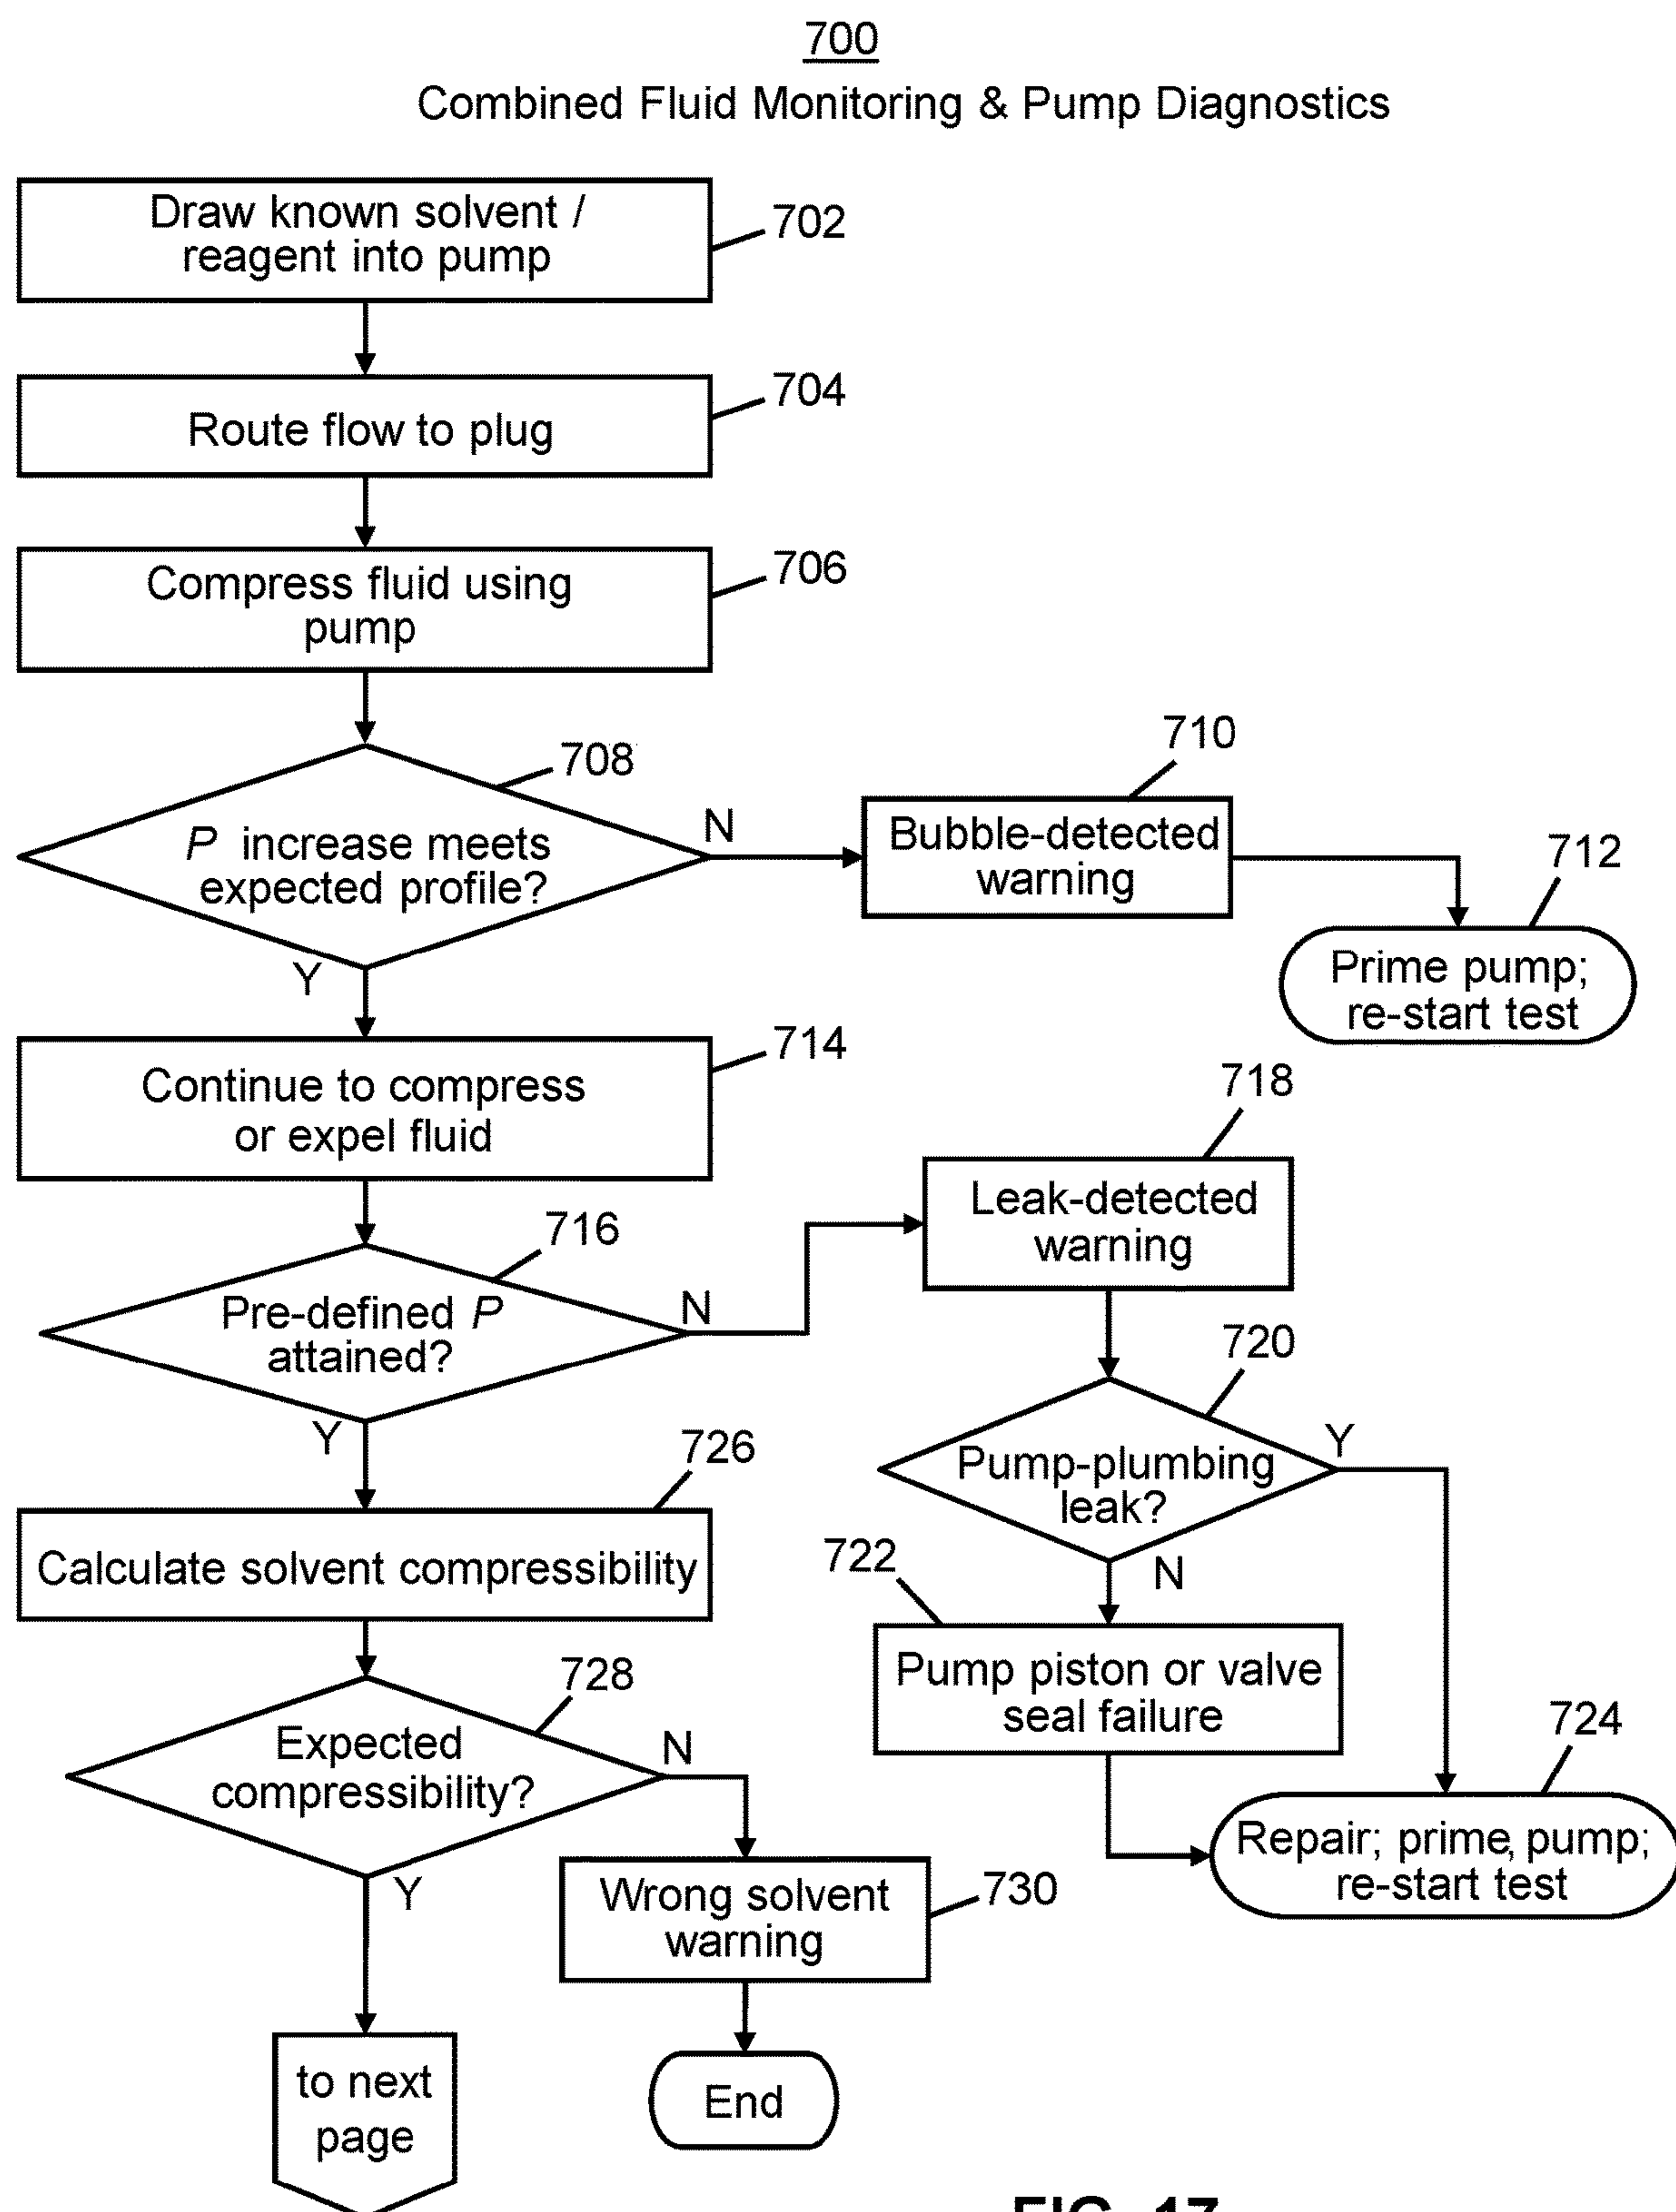 700
Combined Fluid Monitoring & Pump Diagnostics
Draw known solvent /
reagent into pump
702
Route flow to plug
704
Compress fluid using
pump
706
P increase meets
expected profile?
708
N
Y
Bubble-detected
warning
710
Prime pump;
re-start test
712
Continue to compress
or expel fluid
714
Pre-defined P
attained?
716
N
Y
Leak-detected
warning
718
Pump-plumbing
leak?
720
Y
N
Pump piston or valve
seal failure
722
Repair; prime, pump;
re-start test
724
Calculate solvent compressibility
726
Expected
compressibility?
728
N
Y
Wrong solvent
warning
730
End
to next
page
FIG. 17